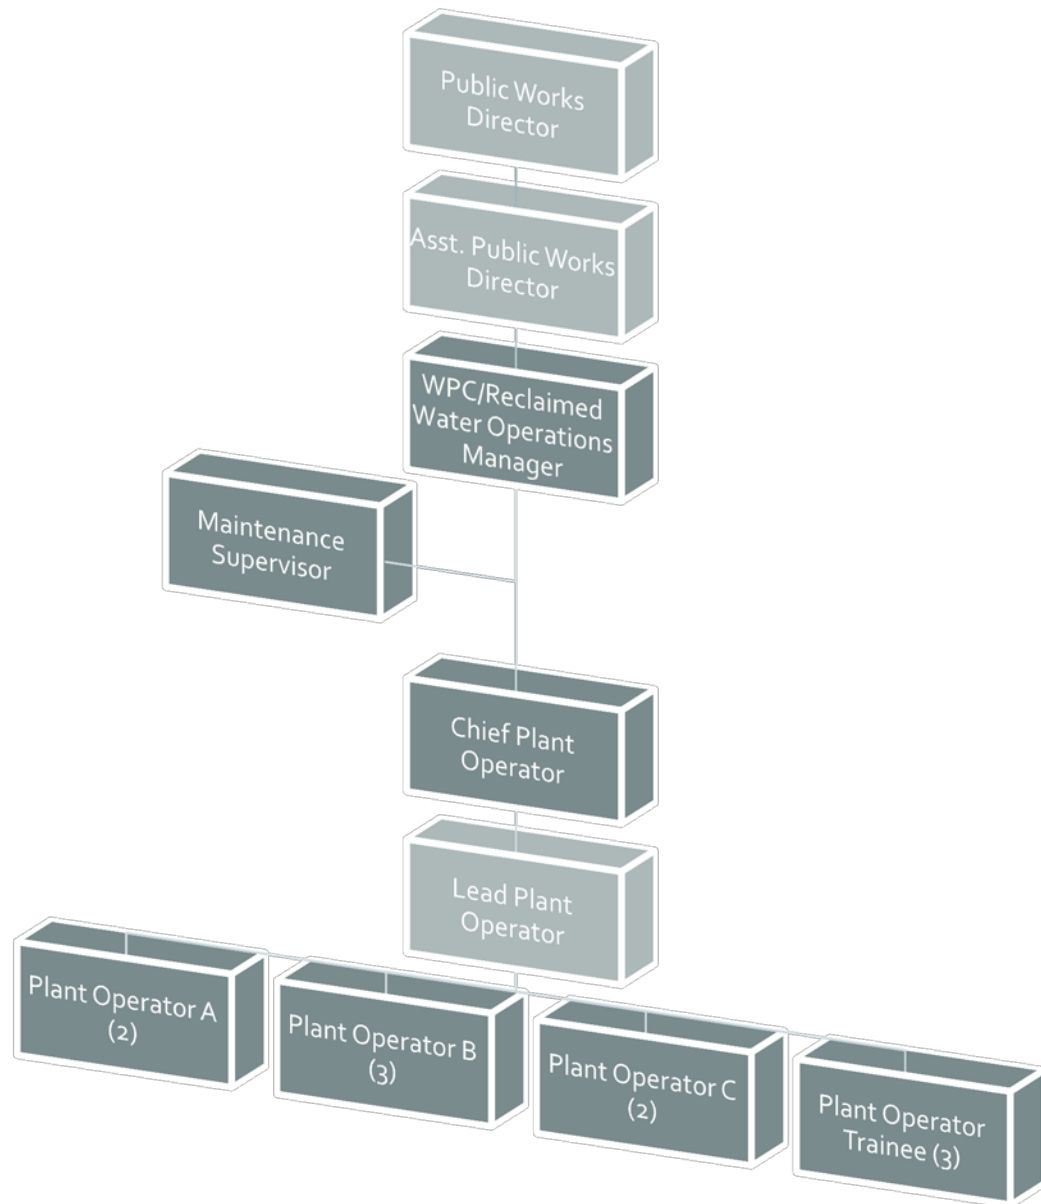 Public Works
Director
Asst. Public Works
Director
WPC/Reclaimed
Water Operations
Manager
Maintenance
Supervisor
Chief Plant
Operator
Lead Plant
Operator
Plant Operator A
(2)
Plant Operator B
(3)
Plant Operator C
(2)
Plant Operator
Trainee (3)